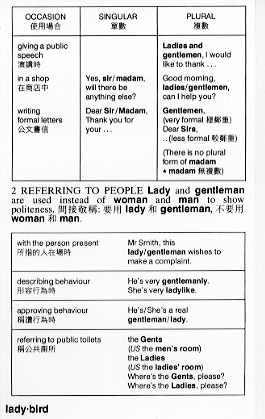 OCCASION SINGULAR PLURAL
使用場合 單數 複數
giving a public Ladies and
speech gentlemen, I would
演講時 like to thank ...
in a shop Yes, sir/madam, Good morning,
在商店中 will there be ladies/gentlemen,
anything else? can I help you?
writing Dear Sir/Madam, Gentlemen,
formal letters Thank you for (very formal 極鄭重)
公文書信 your ... Dear Sirs,
..(less formal 較鄭重)
(There is no plural
form of madam
* madam 無複數)
2 REFERRING TO PEOPLE Lady and gentleman
are used instead of woman and man to show
politeness. 間接敬稱: 要用 lady 和 gentleman, 不要用
woman 和 man.
with the person present Mr Smith, this
所指的人在場時 lady/gentleman wishes to
make a complaint.
describing behaviour He's very gentlemanly.
形容行為時 She's very ladylike.
approving behaviour He's/She's a real
稱讚行為時 gentleman/lady.
referring to public toilets the Gents
稱公共廁所 (US the men's room)
the Ladies
(US the ladies' room)
Where's the Gents, please?
Where's the Ladies, please?
lady·bird